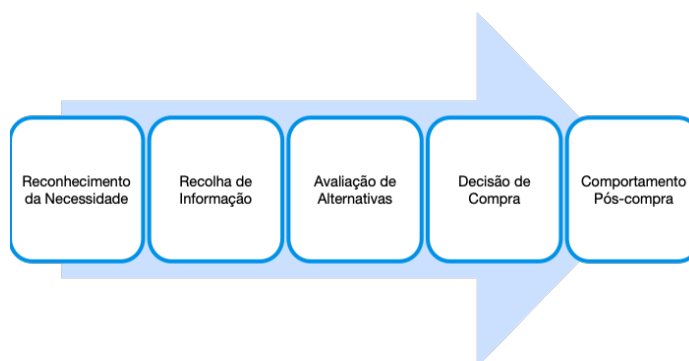 Reconhecimento
da Necessidade
Recolha de
Informação
Avaliação de
Alternativas
Decisão de
Compra
Comportamento
Pós-compra